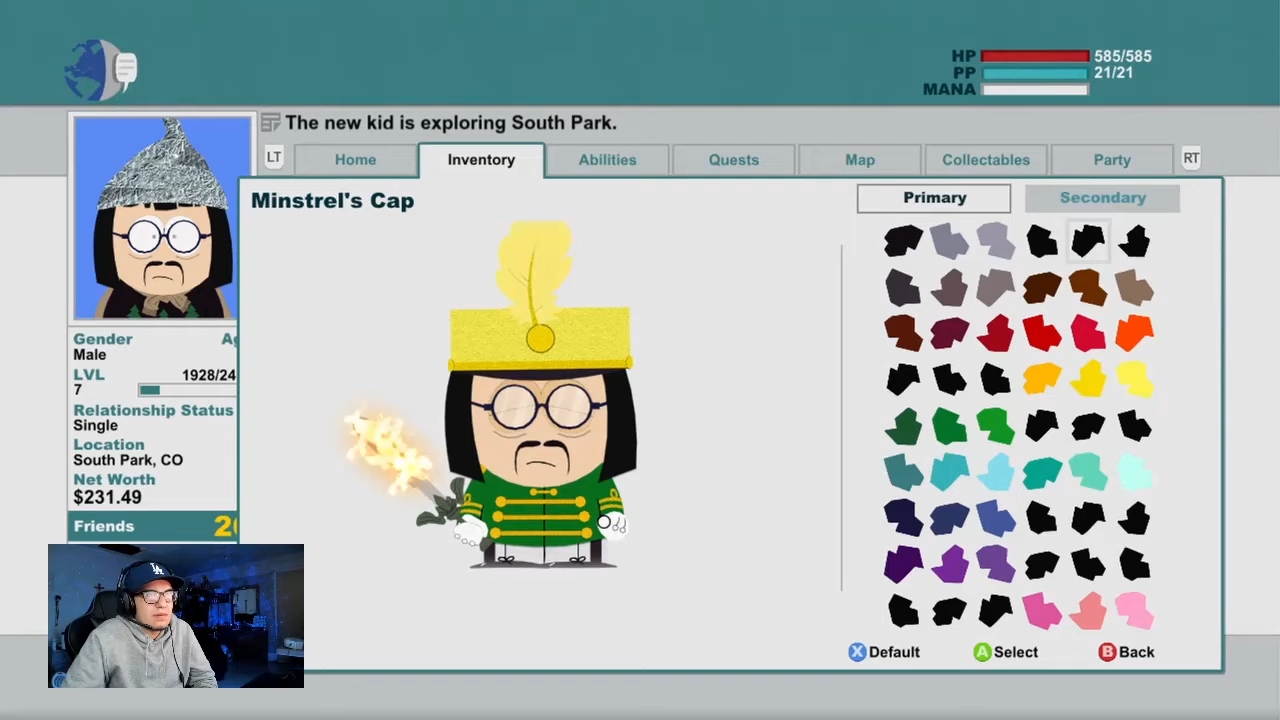 HP 585/585
PP 21/21
MANA
The new kid is exploring South Park.
LT Home Inventory Abilities Quests Map Collectables Party RT
Minstrel's Cap
Primary Secondary
Gender
Male
LVL 1928/24
7
Relationship Status
Single
Location
South Park, CO
Net Worth
$231.49
Friends
LA
X Default A Select B Back